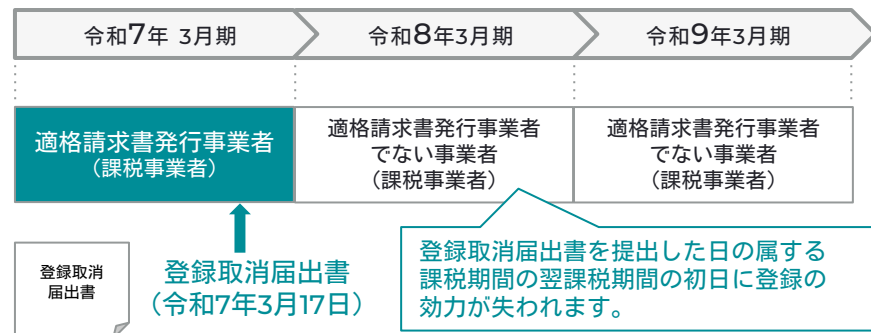 令和7年 3月期
令和8年3月期
令和9年3月期
適格請求書発行事業者
（課税事業者）
適格請求書発行事業者
でない事業者
（課税事業者）
適格請求書発行事業者
でない事業者
（課税事業者）
登録取消
届出書
登録取消届出書
（令和7年3月17日）
登録取消届出書を提出した日の属する
課税期間の翌課税期間の初日に登録の
効力が失われます。